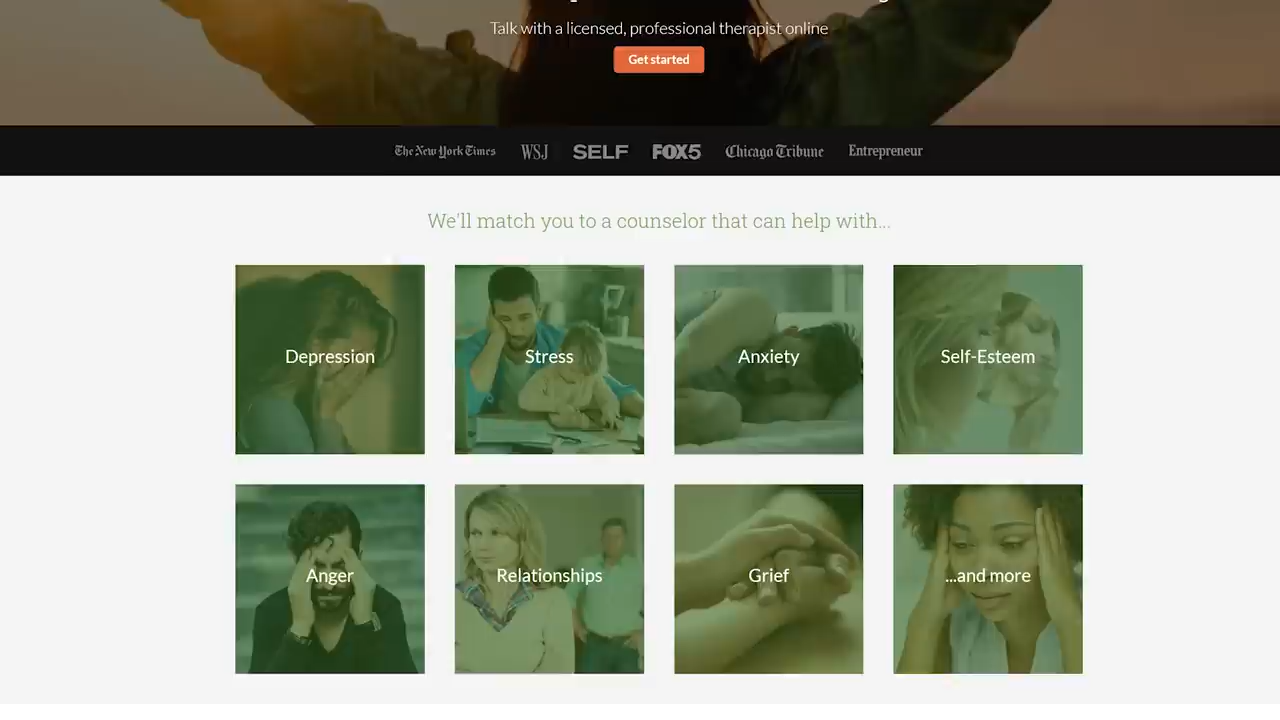 Talk with a licensed, professional therapist online
Get started
The New York Times WSJ SELF FOX5 Chicago Tribune Entrepreneur
We'll match you to a counselor that can help with...
Depression Stress Anxiety Self-Esteem
Anger Relationships Grief ...and more